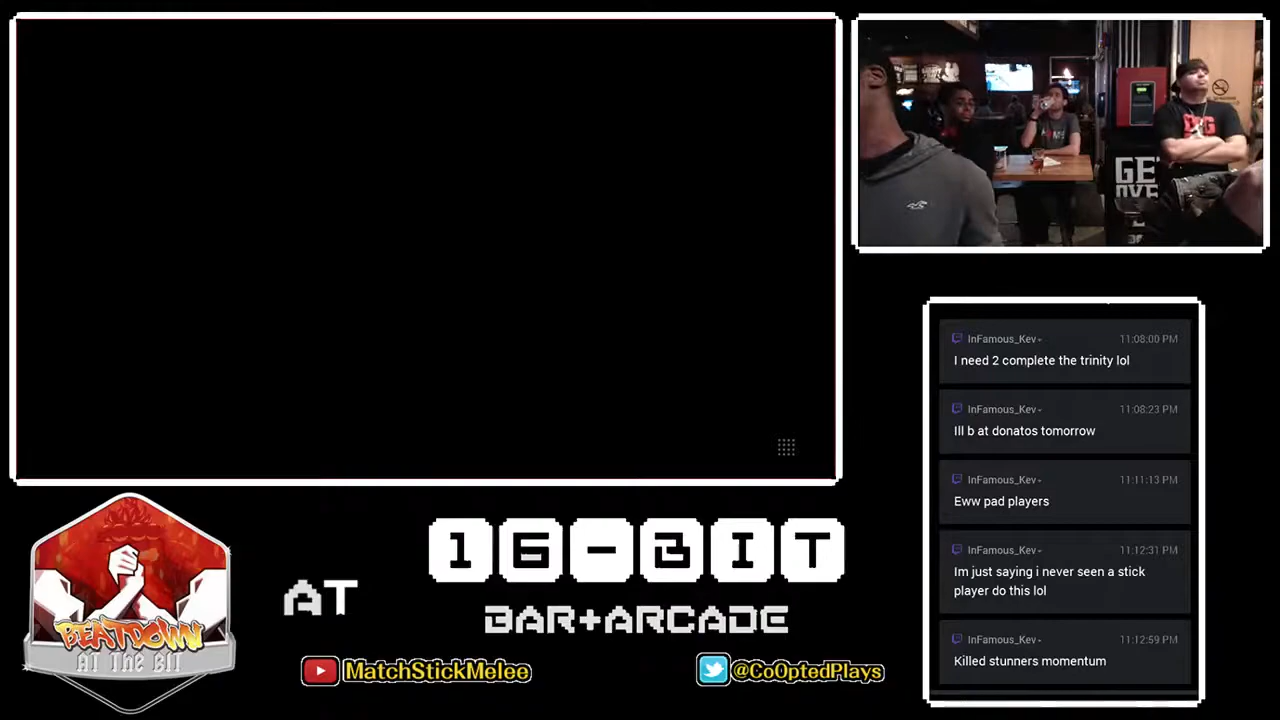 GE
OVE
InFamous_Kev
11:08:00 PM
I need 2 complete the trinity lol
InFamous_Kev
11:08:23 PM
Ill b at donatos tomorrow
InFamous_Kev
11:11:13 PM
Eww pad players
InFamous_Kev
11:12:31 PM
Im just saying i never seen a stick
player do this lol
InFamous_Kev
11:12:59 PM
Killed stunners momentum
BEATDOWN
AT THE BIT
AT
16-BIT
BAR+ARCADE
MatchStickMelee
@CoOptedPlays